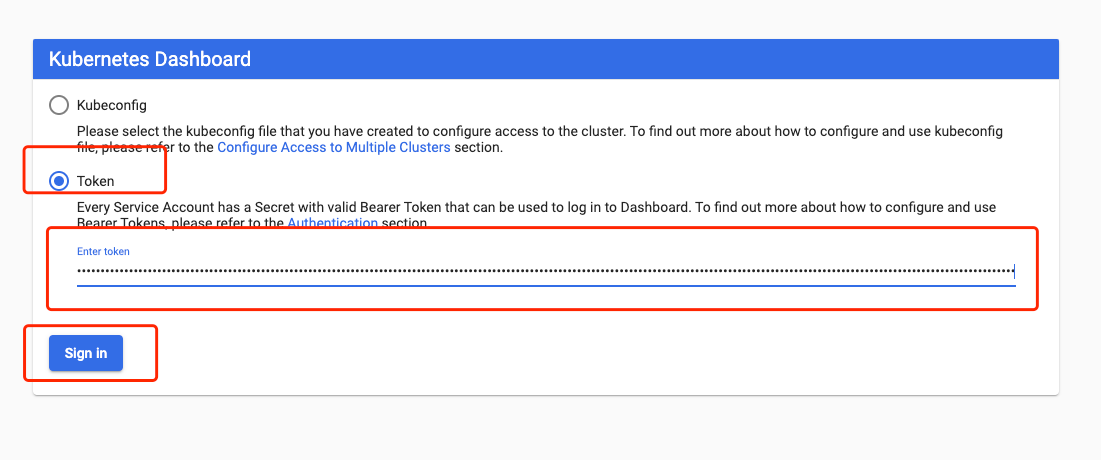 Kubernetes Dashboard
Kubeconfig
Please select the kubeconfig file that you have created to configure access to the cluster. To find out more about how to configure and use kubeconfig
file, please refer to the Configure Access to Multiple Clusters section.
Token
Every Service Account has a Secret with valid Bearer Token that can be used to log in to Dashboard. To find out more about how to configure and use
Bearer Tokens, please refer to the Authentication section.
Enter token
Sign in